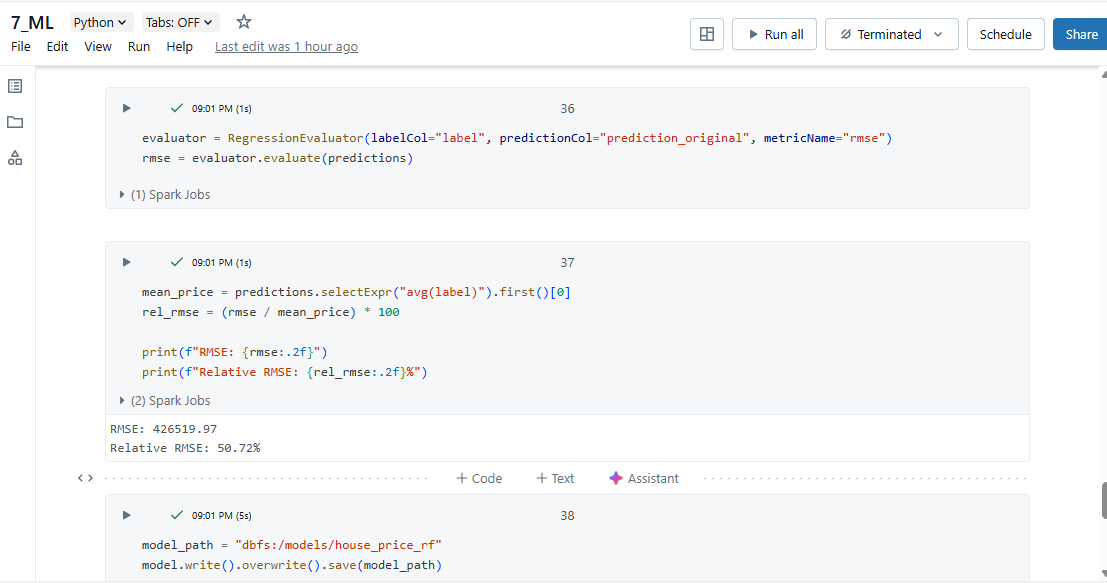 7_ML Python Tabs: OFF
File Edit View Run Help Last edit was 1 hour ago
Run all Terminated Schedule Share
09:01 PM (1s) 36
evaluator = RegressionEvaluator(labelCol="label", predictionCol="prediction_original", metricName="rmse")
rmse = evaluator.evaluate(predictions)
(1) Spark Jobs
09:01 PM (1s) 37
mean_price = predictions.selectExpr("avg(label)").first()[0]
rel_rmse = (rmse / mean_price) * 100
print(f"RMSE: {rmse:.2f}")
print(f"Relative RMSE: {rel_rmse:.2f}%")
(2) Spark Jobs
RMSE: 426519.97
Relative RMSE: 50.72%
+ Code + Text Assistant
09:01 PM (5s) 38
model_path = "dbfs:/models/house_price_rf"
model.write().overwrite().save(model_path)